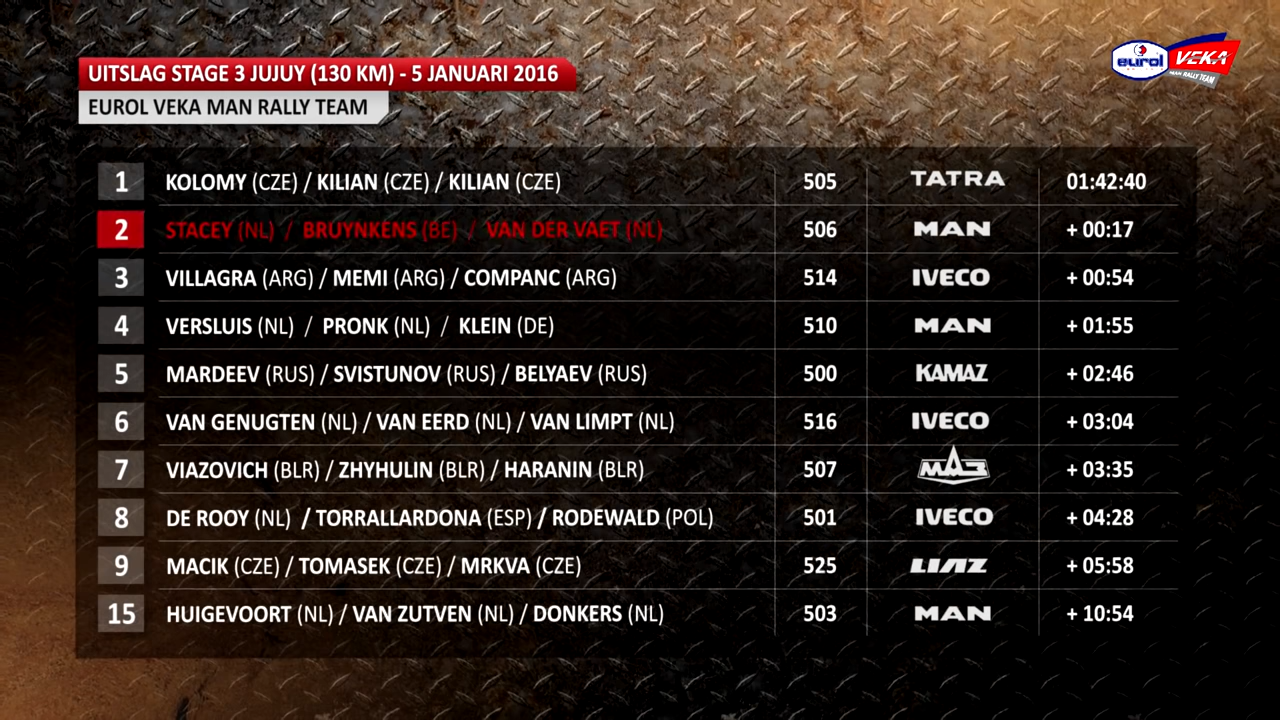 UITSLAG STAGE 3 JUJUY (130 KM) - 5 JANUARI 2016
EUROL VEKA MAN RALLY TEAM
eurol VEKA
MAN RALLY TEAM
1 KOLOMY (CZE) / KILIAN (CZE) / KILIAN (CZE) 505 TATRA 01:42:40
2 STACEY (NL) / BRUYNKENS (BE) / VAN DER VAET (NL) 506 MAN + 00:17
3 VILLAGRA (ARG) / MEMI (ARG) / COMPANC (ARG) 514 IVECO + 00:54
4 VERSLUIS (NL) / PRONK (NL) / KLEIN (DE) 510 MAN + 01:55
5 MARDEEV (RUS) / SVISTUNOV (RUS) / BELYAEV (RUS) 500 KAMAZ + 02:46
6 VAN GENUGTEN (NL) / VAN EERD (NL) / VAN LIMPT (NL) 516 IVECO + 03:04
7 VIAZOVICH (BLR) / ZHYHULIN (BLR) / HARANIN (BLR) 507 МАЗ + 03:35
8 DE ROOY (NL) / TORRALLARDONA (ESP) / RODEWALD (POL) 501 IVECO + 04:28
9 MACIK (CZE) / TOMASEK (CZE) / MRKVA (CZE) 525 LIAZ + 05:58
15 HUIGEVOORT (NL) / VAN ZUTVEN (NL) / DONKERS (NL) 503 MAN + 10:54